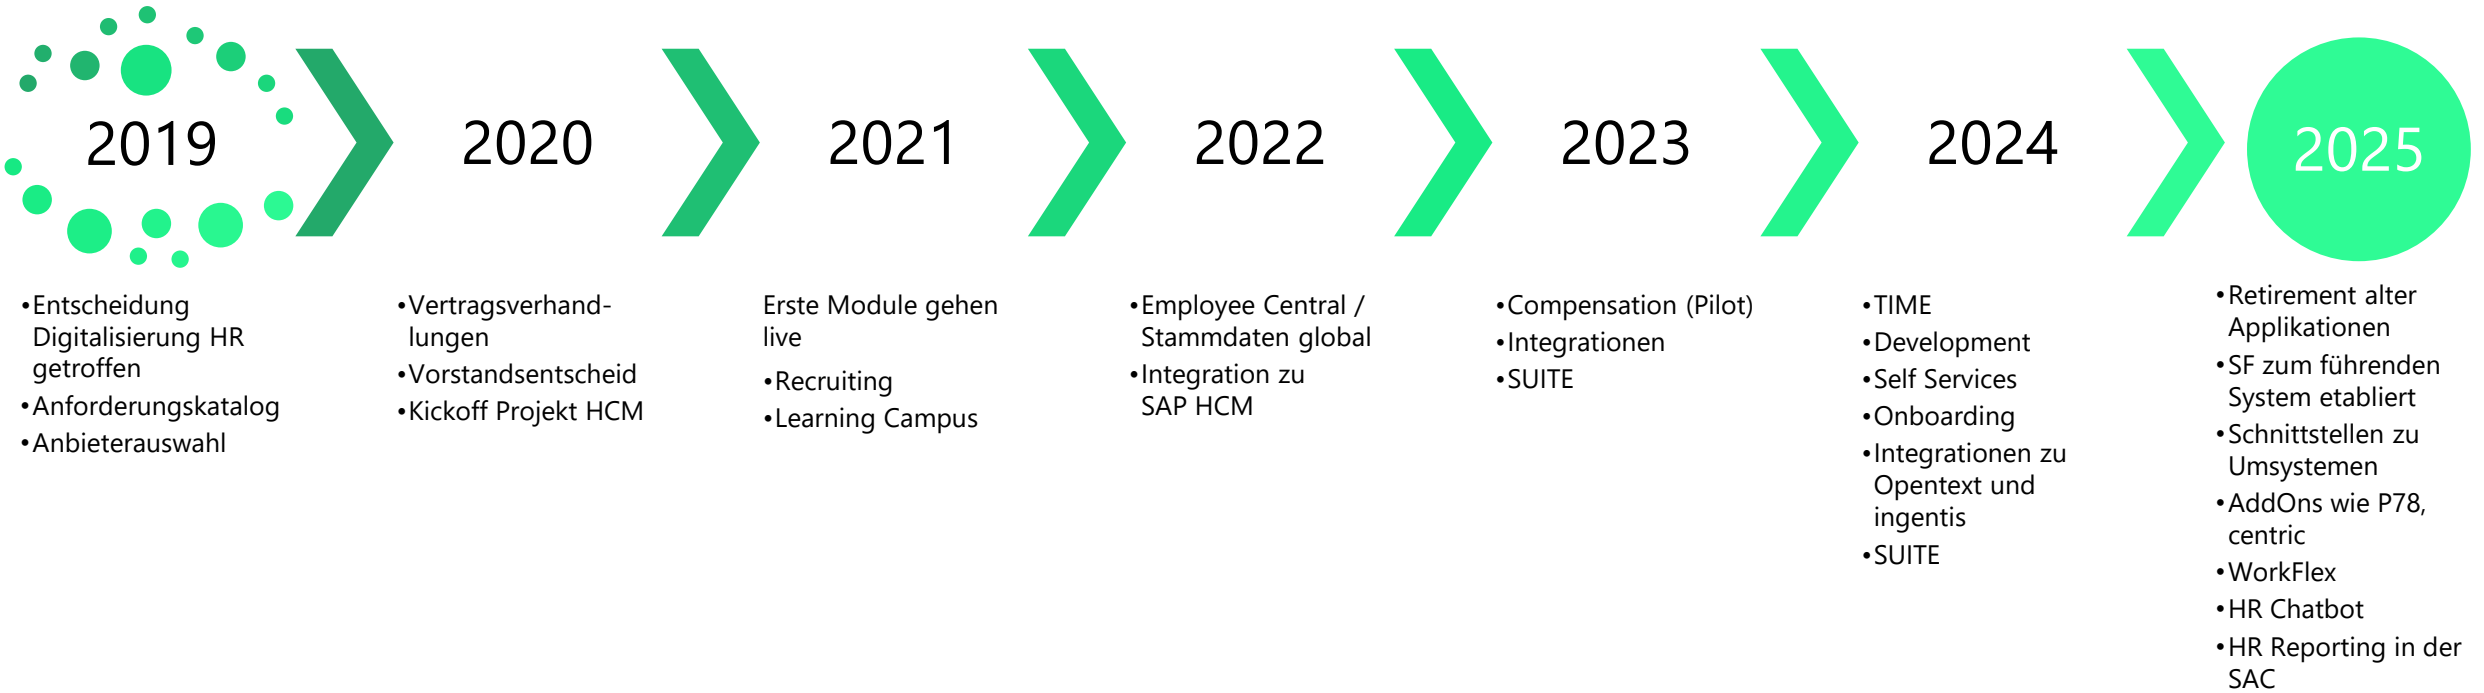 2019
•Entscheidung
Digitalisierung HR
getroffen
•Anforderungskatalog
•Anbieterauswahl
2020
•Vertragsverhand-
lungen
•Vorstandsentscheid
•Kickoff Projekt HCM
2021
Erste Module gehen
live
•Recruiting
•Learning Campus
2022
•Employee Central /
Stammdaten global
•Integration zu
SAP HCM
2023
•Compensation (Pilot)
•Integrationen
•SUITE
2024
•TIME
•Development
•Self Services
•Onboarding
•Integrationen zu
Opentext und
ingentis
•SUITE
2025
•Retirement alter
Applikationen
•SF zum führenden
System etabliert
•Schnittstellen zu
Umsystemen
•AddOns wie P78,
centric
•WorkFlex
•HR Chatbot
•HR Reporting in der
SAC